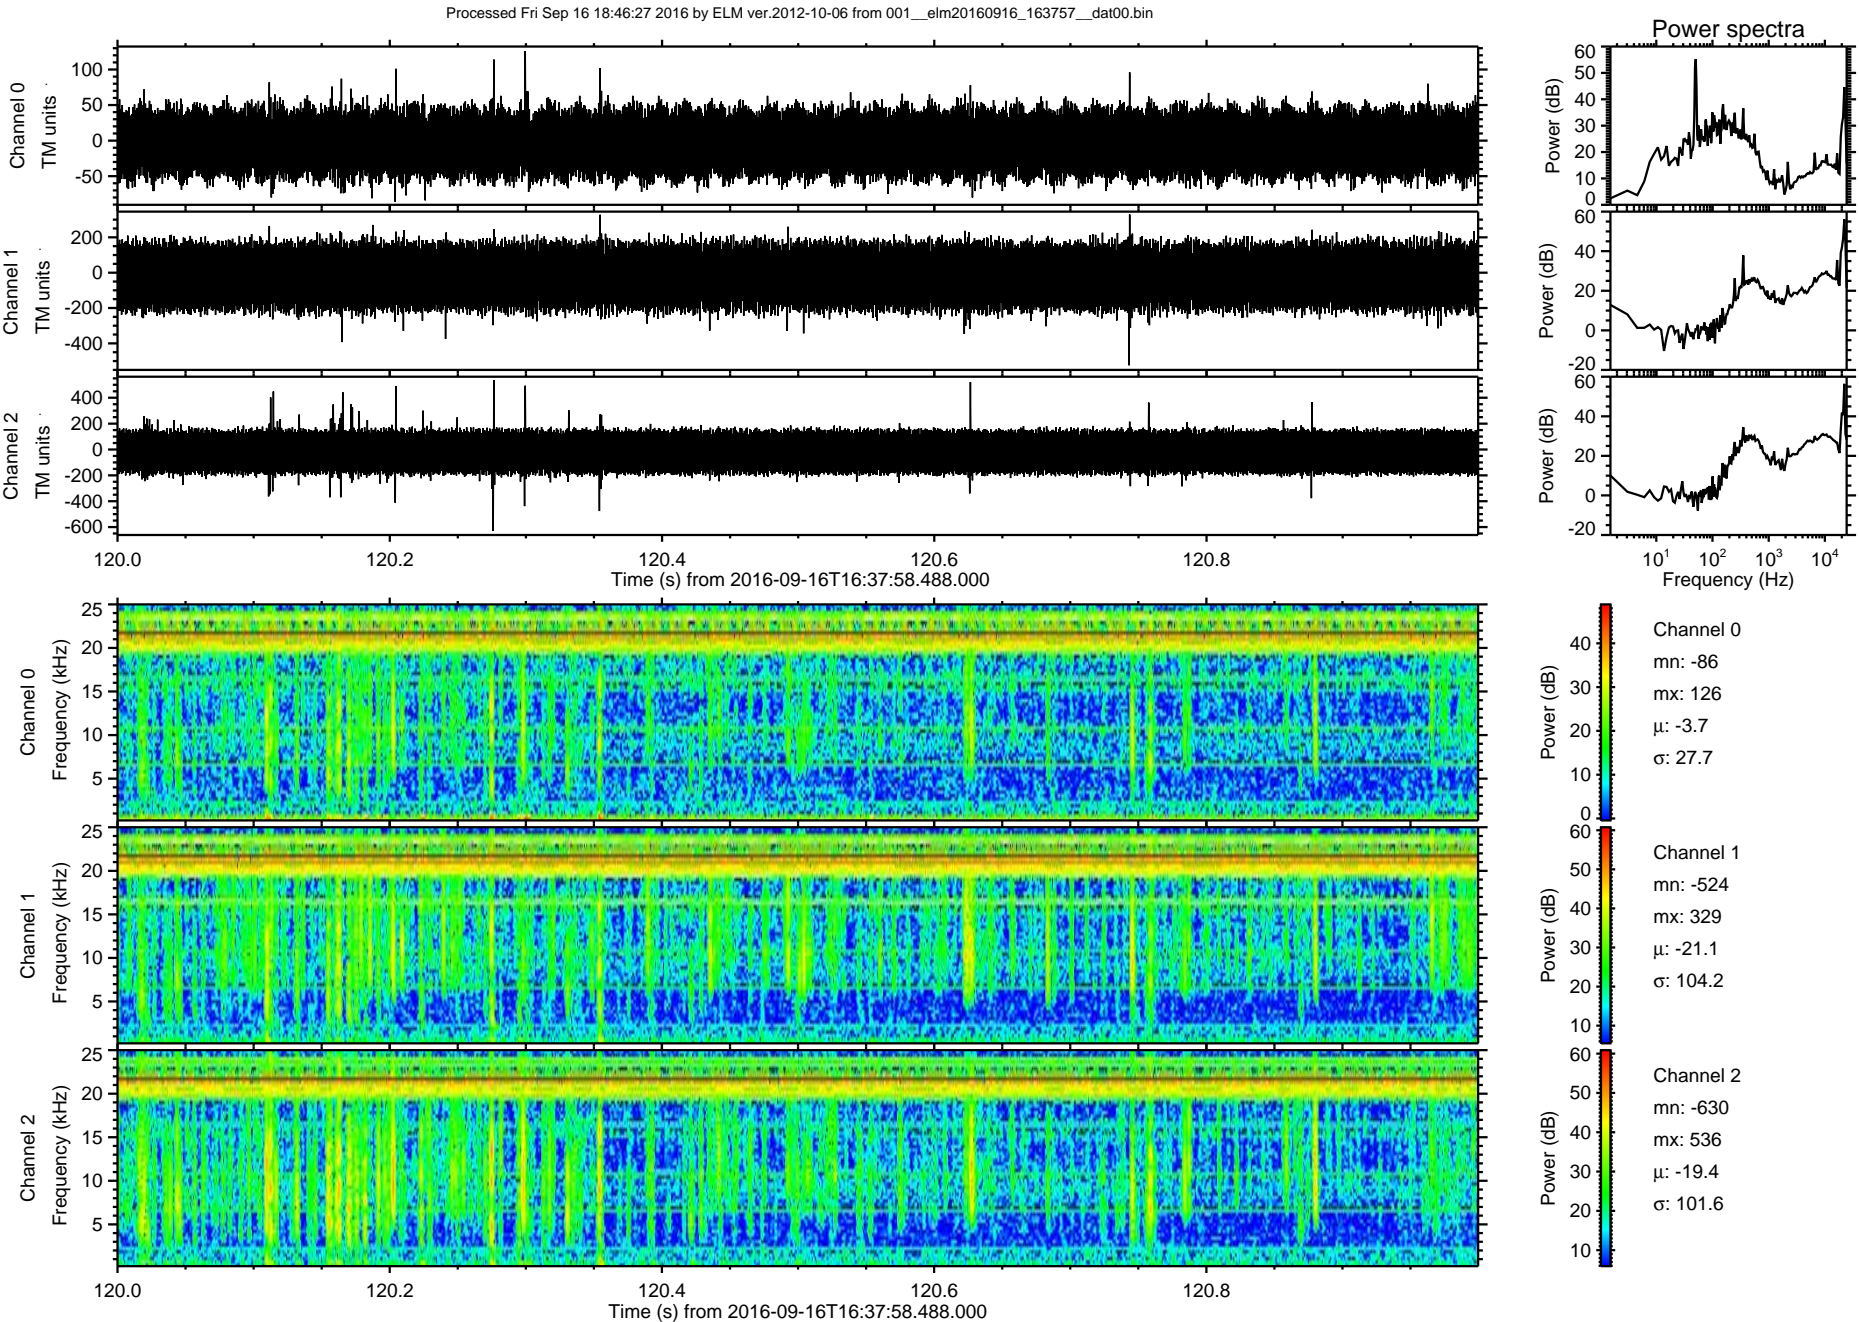 Processed Fri Sep 16 18:46:27 2016 by ELM ver.2012-10-06 from 001__elm20160916_163757__dat00.bin
Power spectra
Channel 0
TM units
100
50
0
-50
Power (dB)
60
50
40
30
20
10
0
Channel 1
TM units
200
0
-200
-400
Power (dB)
60
40
20
0
-20
Channel 2
TM units
400
200
0
-200
-400
-600
Power (dB)
60
40
20
0
-20
120.0 120.2 120.4 120.6 120.8
Time (s) from 2016-09-16T16:37:58.488.000
10¹ 10² 10³ 10⁴
Frequency (Hz)
Channel 0
Frequency (kHz)
25
20
15
10
5
Power (dB)
40
30
20
10
0
Channel 0
mn: -86
mx: 126
μ: -3.7
σ: 27.7
Channel 1
Frequency (kHz)
25
20
15
10
5
Power (dB)
60
50
40
30
20
10
Channel 1
mn: -524
mx: 329
μ: -21.1
σ: 104.2
Channel 2
Frequency (kHz)
25
20
15
10
5
Power (dB)
60
50
40
30
20
10
Channel 2
mn: -630
mx: 536
μ: -19.4
σ: 101.6
120.0 120.2 120.4 120.6 120.8
Time (s) from 2016-09-16T16:37:58.488.000